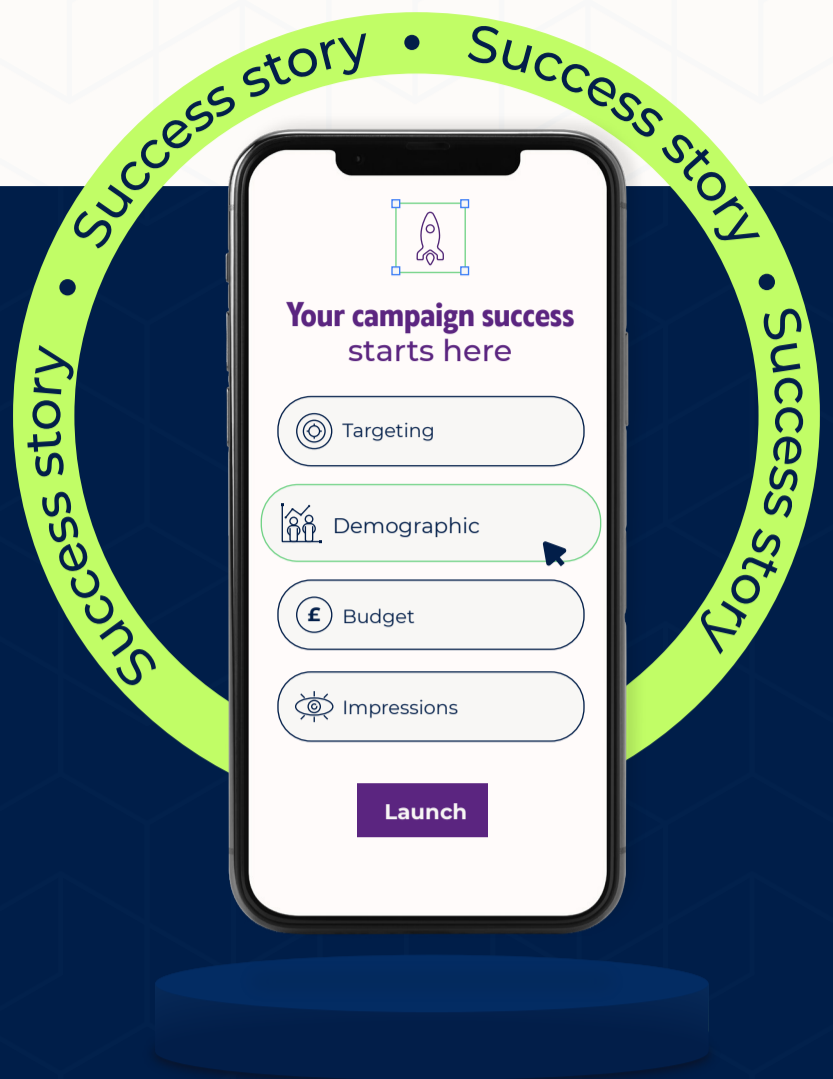 Success story • Success story • Success story • Success story
Your campaign success
starts here
Targeting
Demographic
£ Budget
Impressions
Launch